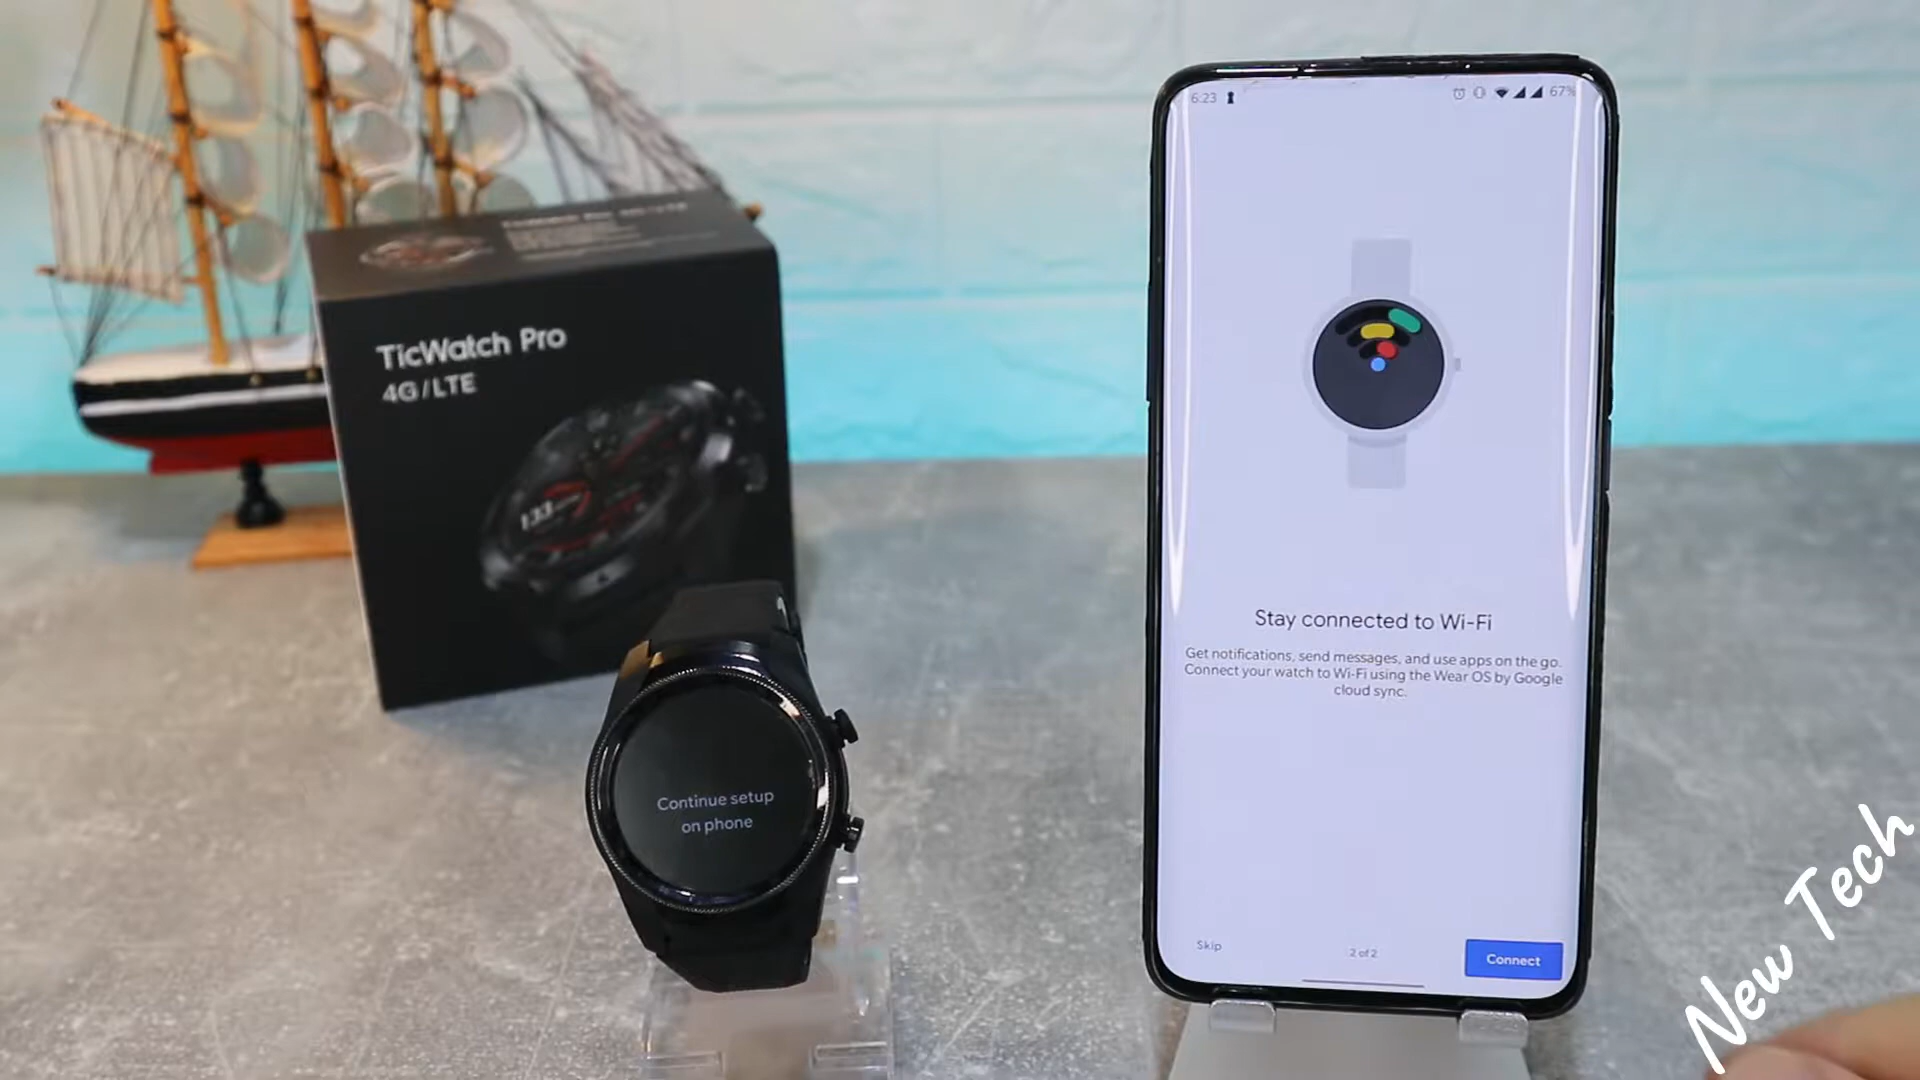 TicWatch Pro
4G/LTE
133
Continue setup
on phone
6:23
67%
Stay connected to Wi-Fi
Get notifications, send messages, and use apps on the go.
Connect your watch to Wi-Fi using the Wear OS by Google
cloud sync.
Skip
2 of 2
Connect
New Tech